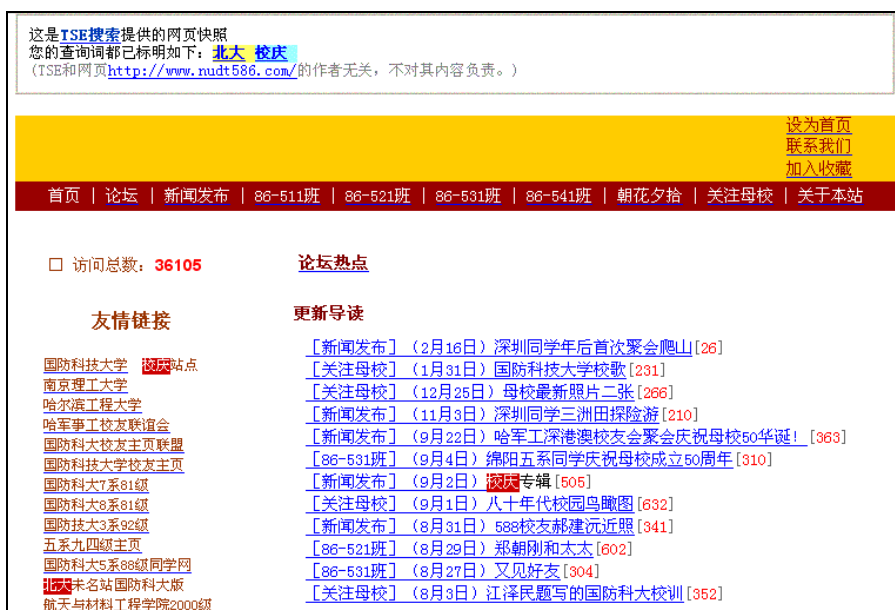 这是TSE搜索提供的网页快照
您的查询词都已标明如下：北大 校庆
(TSE和网页http://www.nudt586.com/的作者无关，不对其内容负责。)
设为首页
联系我们
加入收藏
首页 | 论坛 | 新闻发布 | 86-511班 | 86-521班 | 86-531班 | 86-541班 | 朝花夕拾 | 关注母校 | 关于本站
□ 访问总数：36105
论坛热点
友情链接
更新导读
国防科技大学 校庆站点
南京理工大学
哈尔滨工程大学
哈军事工校友联谊会
国防科大校友主页联盟
国防科技大学校友主页
国防科大7系81级
国防科大8系81级
国防技大3系92级
五系九四级主页
国防科大5系88级同学网
北大未名站国防科大版
航天与材料工程学院2000级
［新闻发布］（2月16日）深圳同学年后首次聚会爬山[26]
［关注母校］（1月31日）国防科技大学校歌[231]
［关注母校］（12月25日）母校最新照片二张[266]
［新闻发布］（11月3日）深圳同学三洲田探险游[210]
［新闻发布］（9月22日）哈军工深港澳校友会聚会庆祝母校50华诞！[363]
［86-531班］（9月4日）绵阳五系同学庆祝母校成立50周年[310]
［新闻发布］（9月2日）校庆专辑[505]
［关注母校］（9月1日）八十年代校园鸟瞰图[632]
［新闻发布］（8月31日）588校友郝建沅近照[341]
［86-521班］（8月29日）郑朝刚和太太[602]
［86-531班］（8月27日）又见好友[304]
［关注母校］（8月3日）江泽民题写的国防科大校训[352]